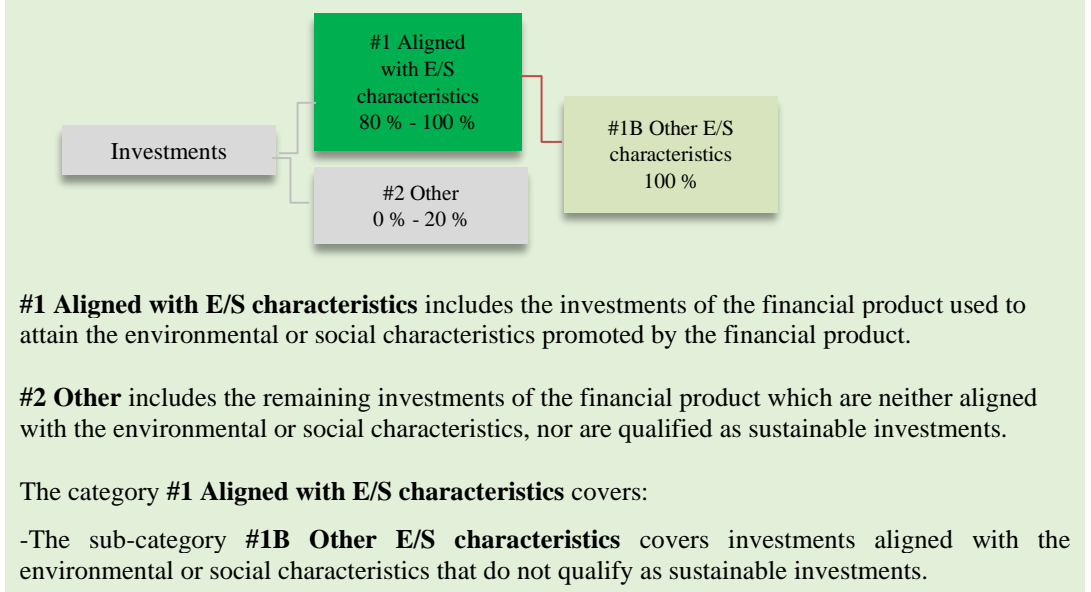 #1 Aligned
with E/S
characteristics
80 % - 100 %
Investments
#1B Other E/S
characteristics
100 %
#2 Other
0 % - 20 %
#1 Aligned with E/S characteristics includes the investments of the financial product used to
attain the environmental or social characteristics promoted by the financial product.
#2 Other includes the remaining investments of the financial product which are neither aligned
with the environmental or social characteristics, nor are qualified as sustainable investments.
The category #1 Aligned with E/S characteristics covers:
-The sub-category #1B Other E/S characteristics covers investments aligned with the
environmental or social characteristics that do not qualify as sustainable investments.